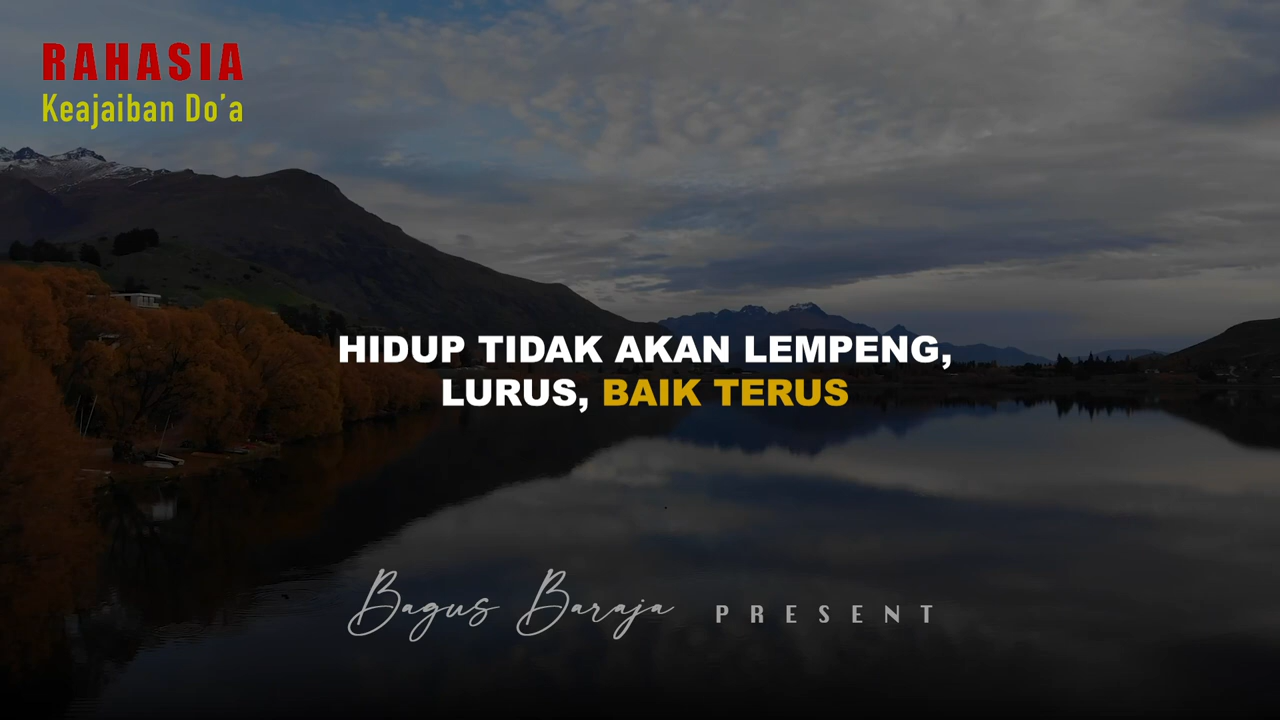 RAHASIA
Keajaiban Do'a
HIDUP TIDAK AKAN LEMPENG,
LURUS, BAIK TERUS
Bagus Baraja PRESENT